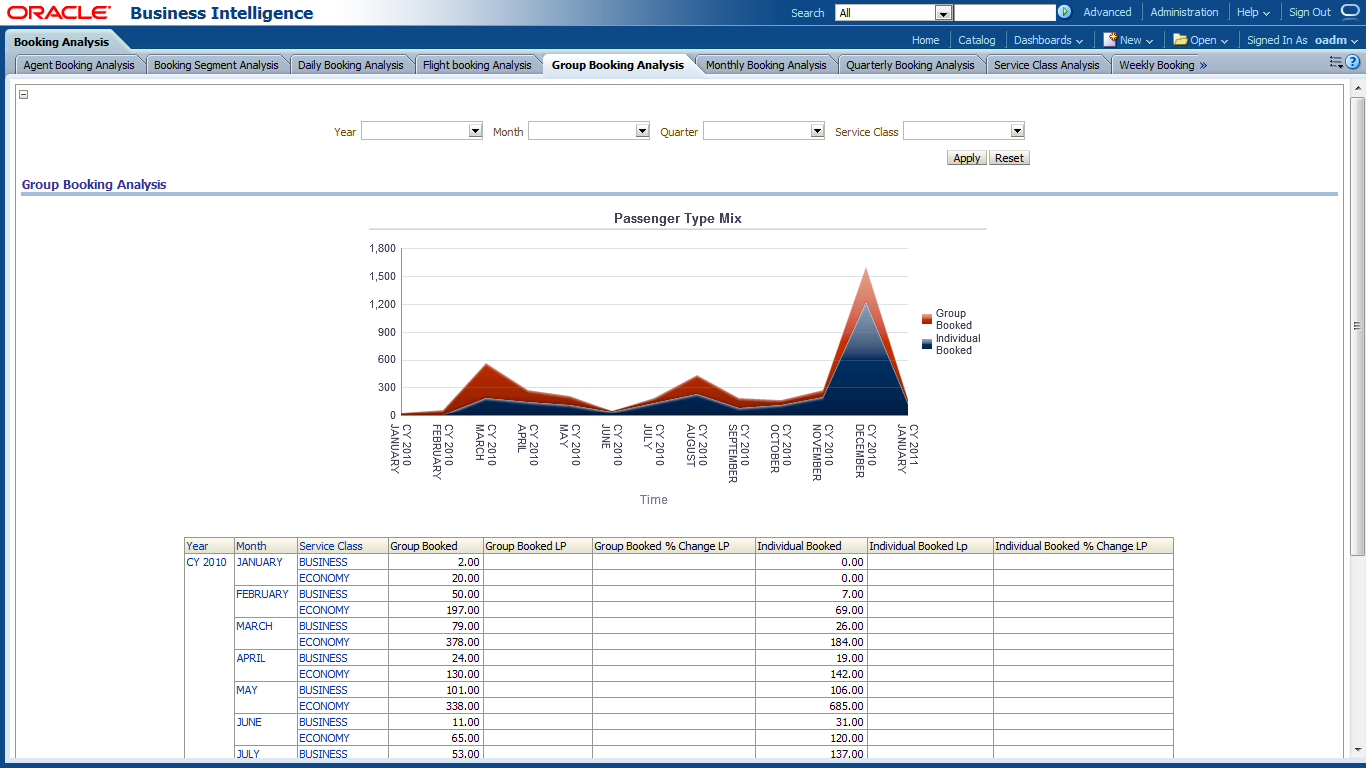 ORACLE Business Intelligence
Search All Advanced Administration Help Sign Out
Booking Analysis
Home Catalog Dashboards New Open Signed In As oadm
Agent Booking Analysis Booking Segment Analysis Daily Booking Analysis Flight booking Analysis Group Booking Analysis Monthly Booking Analysis Quarterly Booking Analysis Service Class Analysis Weekly Booking »
Year Month Quarter Service Class
Apply Reset
Group Booking Analysis
Passenger Type Mix
1,800
1,500
1,200
900
600
300
0
Group
Booked
Individual
Booked
CY 2010
JANUARY
CY 2010
FEBRUARY
CY 2010
MARCH
CY 2010
APRIL
CY 2010
MAY
CY 2010
JUNE
CY 2010
JULY
CY 2010
AUGUST
CY 2010
SEPTEMBER
CY 2010
OCTOBER
CY 2010
NOVEMBER
CY 2010
DECEMBER
CY 2011
JANUARY
Time
Year Month Service Class Group Booked Group Booked LP Group Booked % Change LP Individual Booked Individual Booked Lp Individual Booked % Change LP
CY 2010 JANUARY BUSINESS 2.00 0.00
ECONOMY 20.00 0.00
FEBRUARY BUSINESS 50.00 7.00
ECONOMY 197.00 69.00
MARCH BUSINESS 79.00 26.00
ECONOMY 378.00 184.00
APRIL BUSINESS 24.00 19.00
ECONOMY 130.00 142.00
MAY BUSINESS 101.00 106.00
ECONOMY 338.00 685.00
JUNE BUSINESS 11.00 31.00
ECONOMY 65.00 120.00
JULY BUSINESS 53.00 137.00